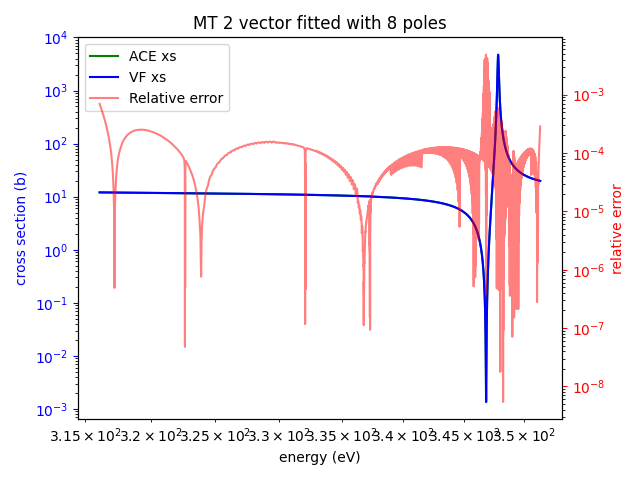 MT 2 vector fitted with 8 poles
ACE xs
VF xs
Relative error
10⁴
10³
10²
10¹
10⁰
10⁻¹
10⁻²
10⁻³
cross section (b)
10⁻³
10⁻⁴
10⁻⁵
10⁻⁶
10⁻⁷
10⁻⁸
relative error
3.15 × 10² 3.2 × 10² 3.25 × 10² 3.3 × 10² 3.35 × 10² 3.4 × 10² 3.45 × 10² 3.5 × 10²
energy (eV)